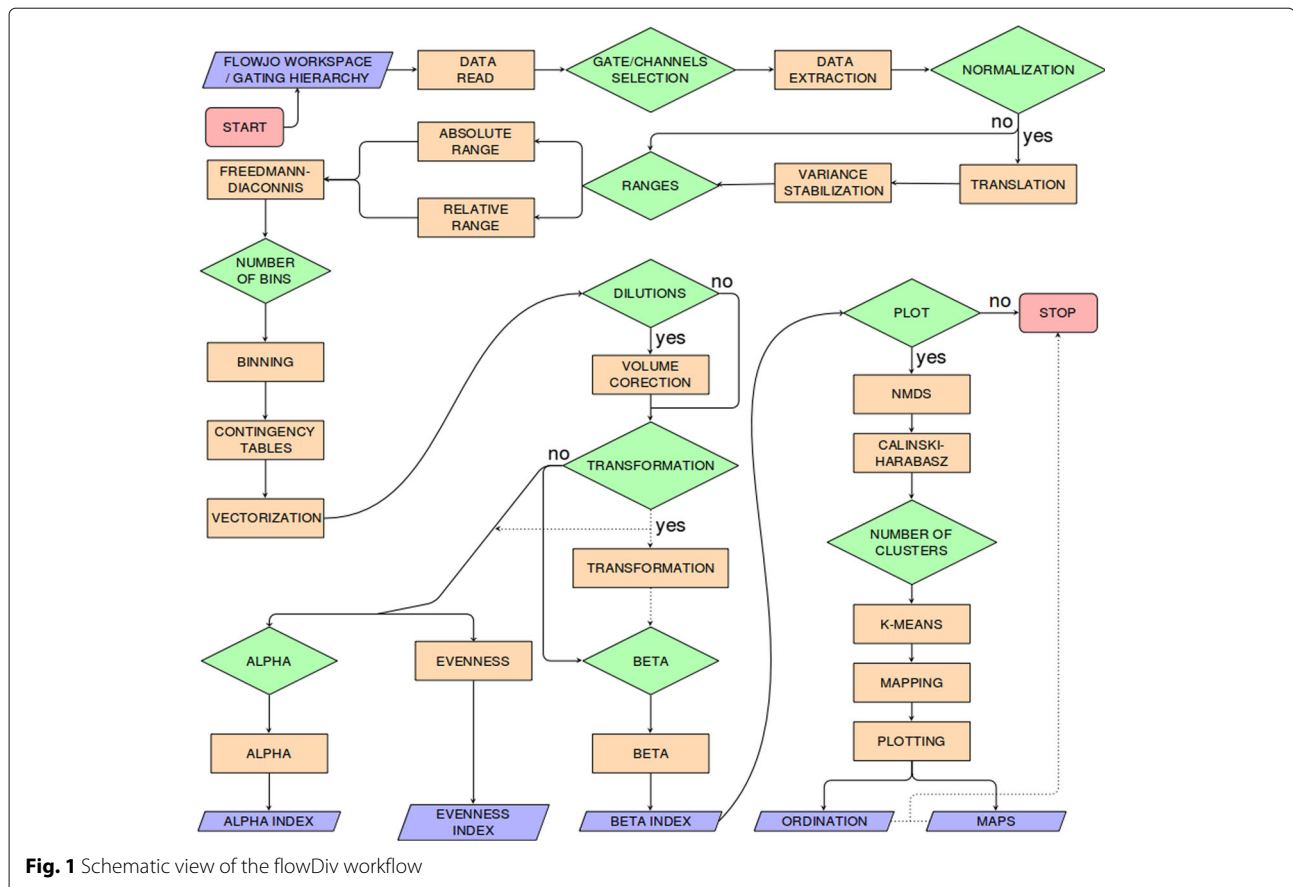 FLOWJO WORKSPACE
/ GATING HIERARCHY
DATA
READ
GATE/CHANNELS
SELECTION
DATA
EXTRACTION
NORMALIZATION
START
no
yes
ABSOLUTE
RANGE
FREEDMANN-
DIACONNIS
RANGES
VARIANCE
STABILIZATION
TRANSLATION
RELATIVE
RANGE
NUMBER
OF BINS
BINNING
CONTINGENCY
TABLES
VECTORIZATION
DILUTIONS
no
yes
VOLUME
CORECTION
no
TRANSFORMATION
yes
TRANSFORMATION
ALPHA
EVENNESS
BETA
ALPHA
BETA
ALPHA INDEX
EVENNESS
INDEX
BETA INDEX
PLOT
no
STOP
yes
NMDS
CALINSKI-
HARABASZ
NUMBER OF
CLUSTERS
K-MEANS
MAPPING
PLOTTING
ORDINATION
MAPS
Fig. 1 Schematic view of the flowDiv workflow